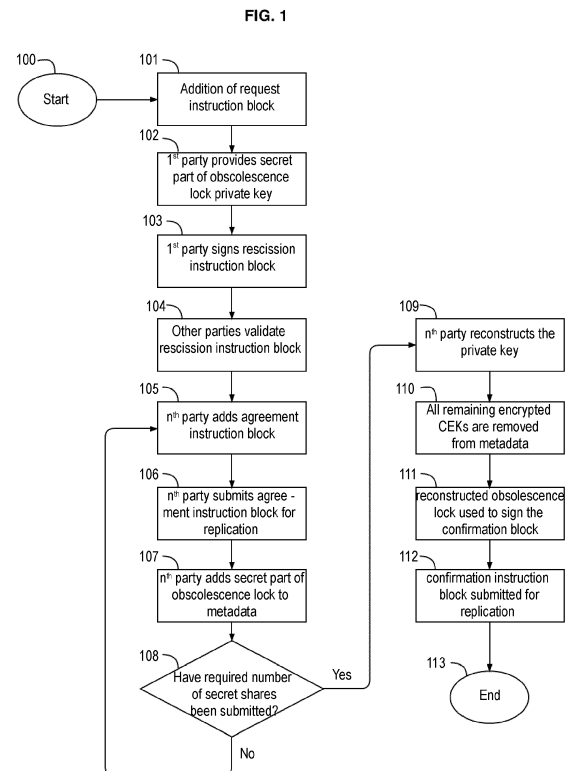 FIG. 1
100
Start
101
Addition of request
instruction block
102
1st party provides secret
part of obscolescence
lock private key
103
1st party signs rescission
instruction block
104
Other parties validate
rescission instruction block
105
nth party adds agreement
instruction block
106
nth party submits agree -
ment instruction block for
replication
107
nth party adds secret part of
obscolescence lock to
metadata
108
Have required number
of secret shares
been submitted?
Yes
No
109
nth party reconstructs the
private key
110
All remaining encrypted
CEKs are removed
from metadata
111
reconstructed obsolescence
lock used to sign the
confirmation block
112
confirmation instruction
block submitted for
replication
113
End